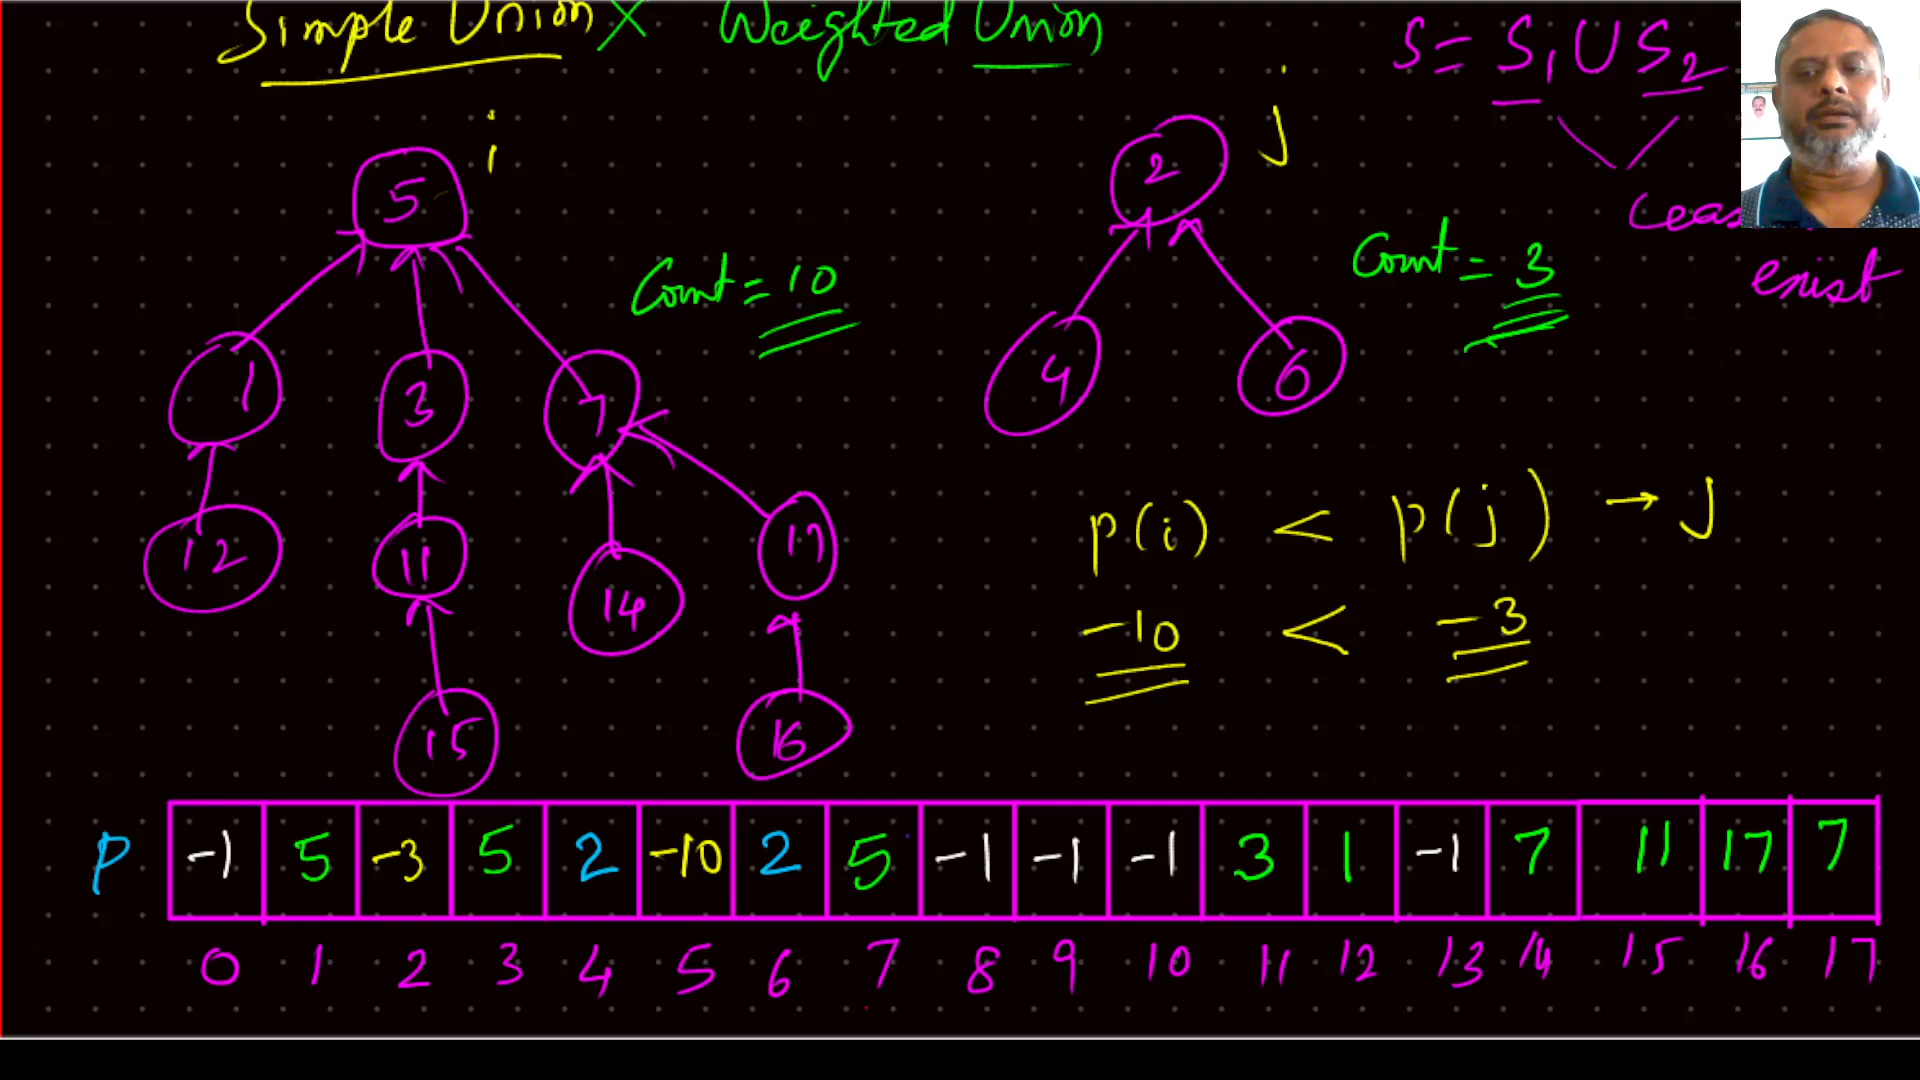 Simple Union X Weighted Union
S = S1 U S2
i
j
5
2
exist
Count = 10
Count = 3
1 3 7
4 6
12 11 14 17
p(i) < p(j) → j
-10 < -3
15 16
P -1 5 -3 5 2 -10 2 5 -1 -1 -1 3 1 -1 7 11 17 7
0 1 2 3 4 5 6 7 8 9 10 11 12 13 14 15 16 17